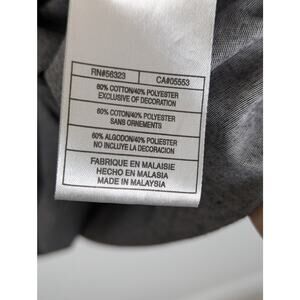 RN#56323 CA#05553
60% COTTON/40% POLYESTER
EXCLUSIVE OF DECORATION
60% COTON/40% POLYESTER
SANS ORNEMENTS
60% ALGODON/40% POLIESTER
NO INCLUYE LA DECORACION
FABRIQUE EN MALAISIE
HECHO EN MALASIA
MADE IN MALAYSIA